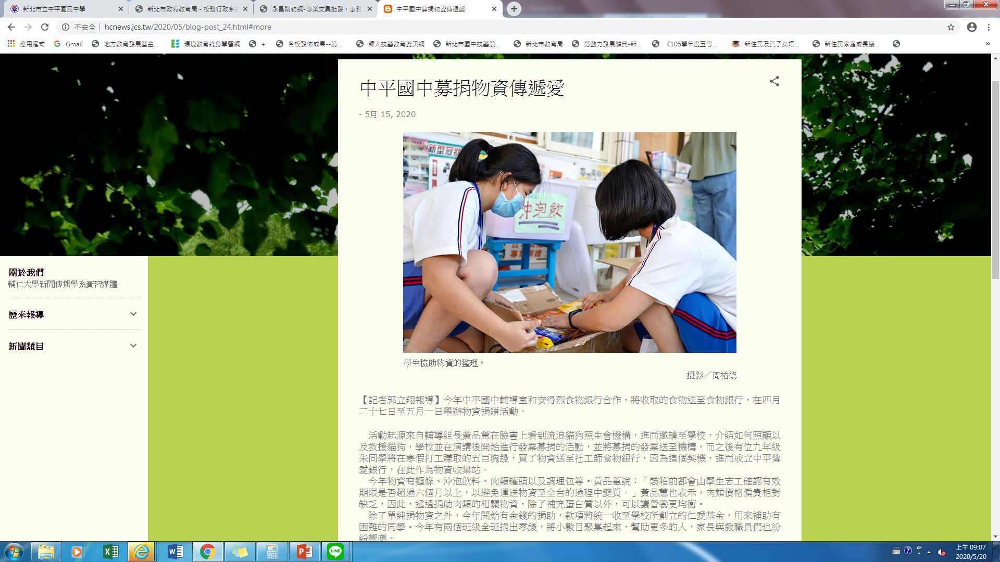 新北市立中平國民中學
新北市政府教育局 - 校務行政系統
永昌購物網-專業文具批發，事務
中平國中募捐物資傳遞愛
不安全 | hcnews.jcs.tw/2020/05/blog-post_24.html#more
應用程式 Gmail 地方教育發展基金... 環境教育終身學習網 + 各校發佈成果--請... 師大技藝教育資訊網 新北市國中技藝競... 新北市教育局 勞動力發展辭典-新... 《105學年度五專... 新住民及其子女培... 新住民家庭成長協... »
中平國中募捐物資傳遞愛
- 5月 15, 2020
新型冠狀
沖泡飲
學生協助物資的整理。
攝影／周祐德
關於我們
輔仁大學新聞傳播學系實習媒體
歷來報導
新聞類目
【記者郭立翔報導】今年中平國中輔導室和安得烈食物銀行合作，將收取的食物送至食物銀行，在四月
二十七日至五月一日舉辦物資捐贈活動。
活動起源來自輔導組長黃品蕙在臉書上看到流浪貓狗照生會機構，進而邀請至學校，介紹如何照顧以
及救援貓狗，學校並在演講後開始進行發票募捐的活動，並將募捐的發票送至機構，而之後有位九年級
朱同學將在寒假打工賺取的五百塊錢，買了物資送至社工師食物銀行，因為這個契機，進而成立中平傳
愛銀行，在此作為物資收集站。
今年物資有麵條、沖泡飲料、肉類罐頭以及調理包等。黃品蕙說：「裝箱前都會由學生志工確認有效
期限是否超過六個月以上，以避免運送物資至全台的過程中變質。」黃品蕙也表示，肉類價格偏貴相對
缺乏，因此，透過捐助肉類的相關物資，除了補充蛋白質以外，可以讓營養更均衡。
除了單純捐物資之外，今年開始有金錢的捐助，款項將統一收至學校所創立的仁愛基金，用來補助有
困難的同學。今年有兩個班級全班捐出零錢，將小數目聚集起來，幫助更多的人，家長與教職員們也紛
紛響應。
LINE
上午 09:07
2020/5/20